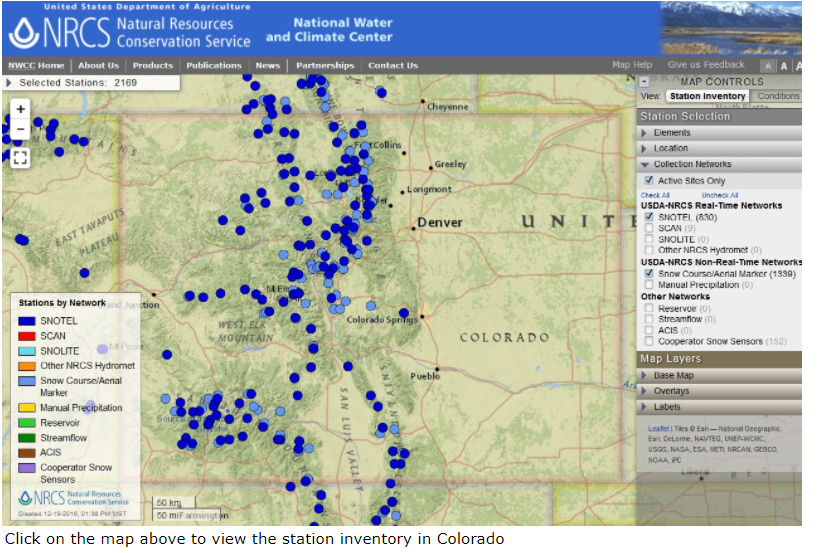 United States Department of Agriculture
NRCS Natural Resources Conservation Service
National Water and Climate Center
NWCC Home About Us Products Publications News Partnerships Contact Us Map Help Give us Feedback A A A
Selected Stations: 2169
+
−
Cheyenne
Fort Collins
Greeley
Longmont
Denver
UNITE
EAST TAVAPUTS
PLATEAU
MOUNTAINS
Grand Junction
WEST ELK
MOUNTAIN
Colorado Springs
COLORADO
Pueblo
SAN LUIS VALLEY
Farmington
MAP CONTROLS
View: Station Inventory Conditions
North Platte
Station Selection
Elements
Location
Collection Networks
Active Sites Only
Check All Uncheck All
USDA-NRCS Real-Time Networks
SNOTEL (830)
SCAN (9)
SNOLITE (0)
Other NRCS Hydromet (0)
USDA-NRCS Non-Real-Time Networks
Snow Course/Aerial Marker (1339)
Manual Precipitation (0)
Other Networks
Reservoir (0)
Streamflow (0)
ACIS (0)
Cooperator Snow Sensors (152)
Map Layers
Base Map
Overlays
Labels
Leaflet | Tiles © Esri — National Geographic,
Esri, DeLorme, NAVTEQ, UNEP-WCMC,
USGS, NASA, ESA, METI, NRCAN, GEBCO,
NOAA, iPC
Liberal
Stations by Network
SNOTEL
SCAN
SNOLITE
Other NRCS Hydromet
Snow Course/Aerial
Marker
Manual Precipitation
Reservoir
Streamflow
ACIS
Cooperator Snow
Sensors
NRCS Natural Resources Conservation Service
Created 12-19-2016, 01:38 PM MST
50 km
50 mi
Click on the map above to view the station inventory in Colorado